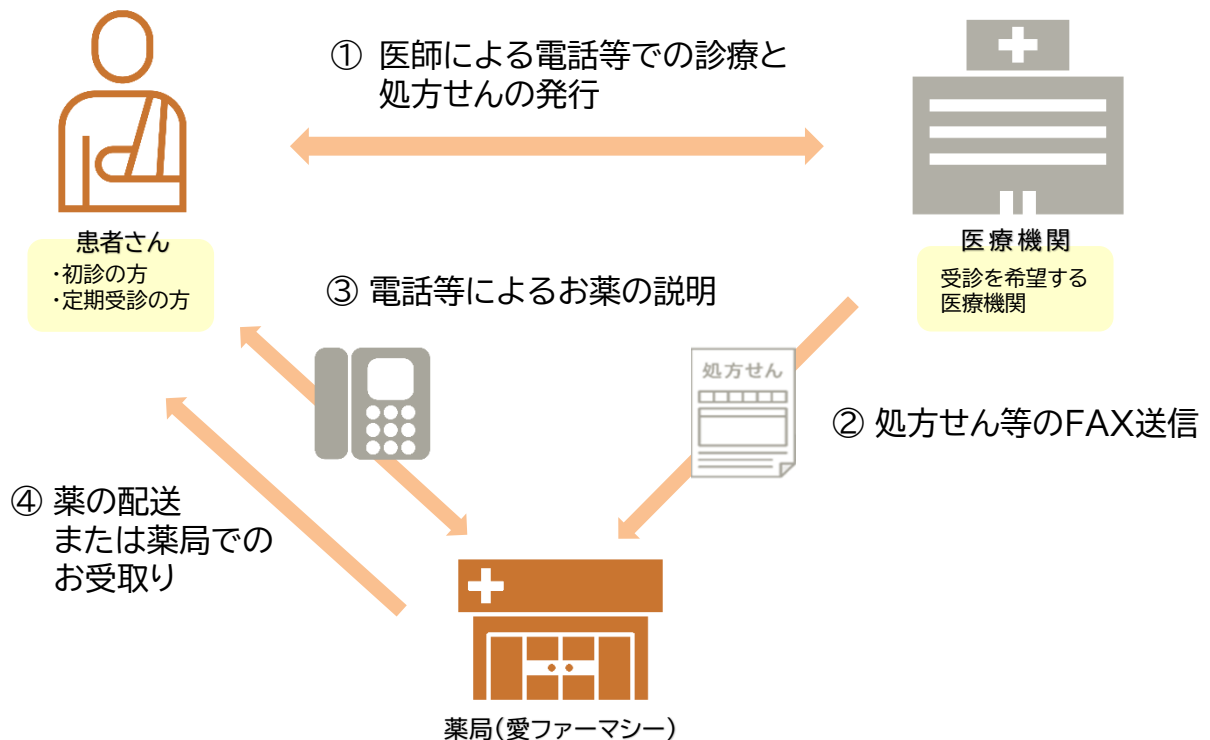 ① 医師による電話等での診療と
処方せんの発行
患者さん
・初診の方
・定期受診の方
医療機関
受診を希望する
医療機関
③ 電話等によるお薬の説明
処方せん
② 処方せん等のFAX送信
④ 薬の配送
または薬局での
お受取り
薬局(愛ファーマシー)